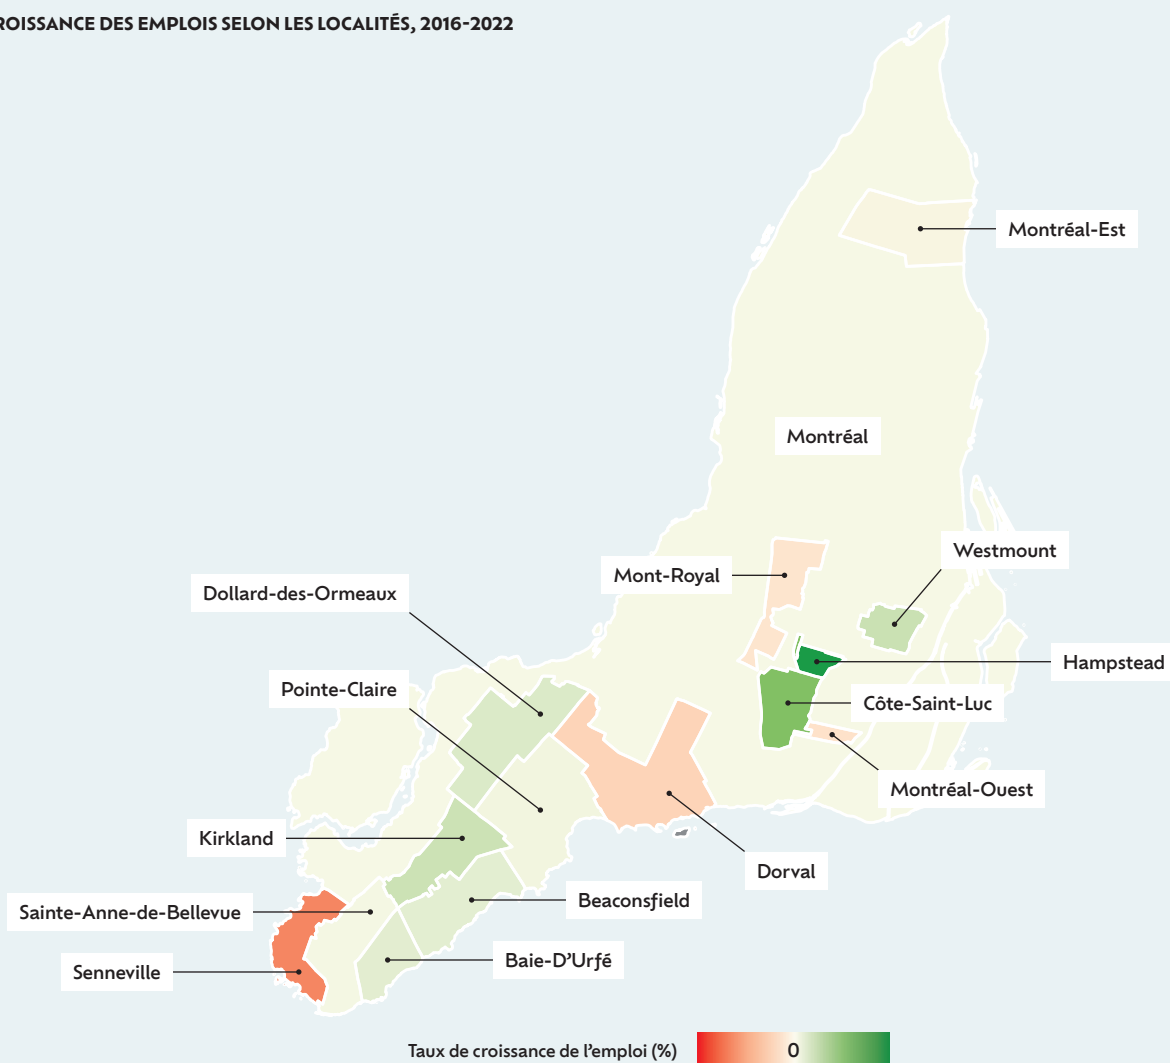 ROISSANCE DES EMPLOIS SELON LES LOCALITÉS, 2016-2022
Montréal-Est
Montréal
Westmount
Mont-Royal
Dollard-des-Ormeaux
Hampstead
Pointe-Claire
Côte-Saint-Luc
Montréal-Ouest
Kirkland
Dorval
Beaconsfield
Sainte-Anne-de-Bellevue
Baie-D'Urfé
Senneville
Taux de croissance de l'emploi (%)
0